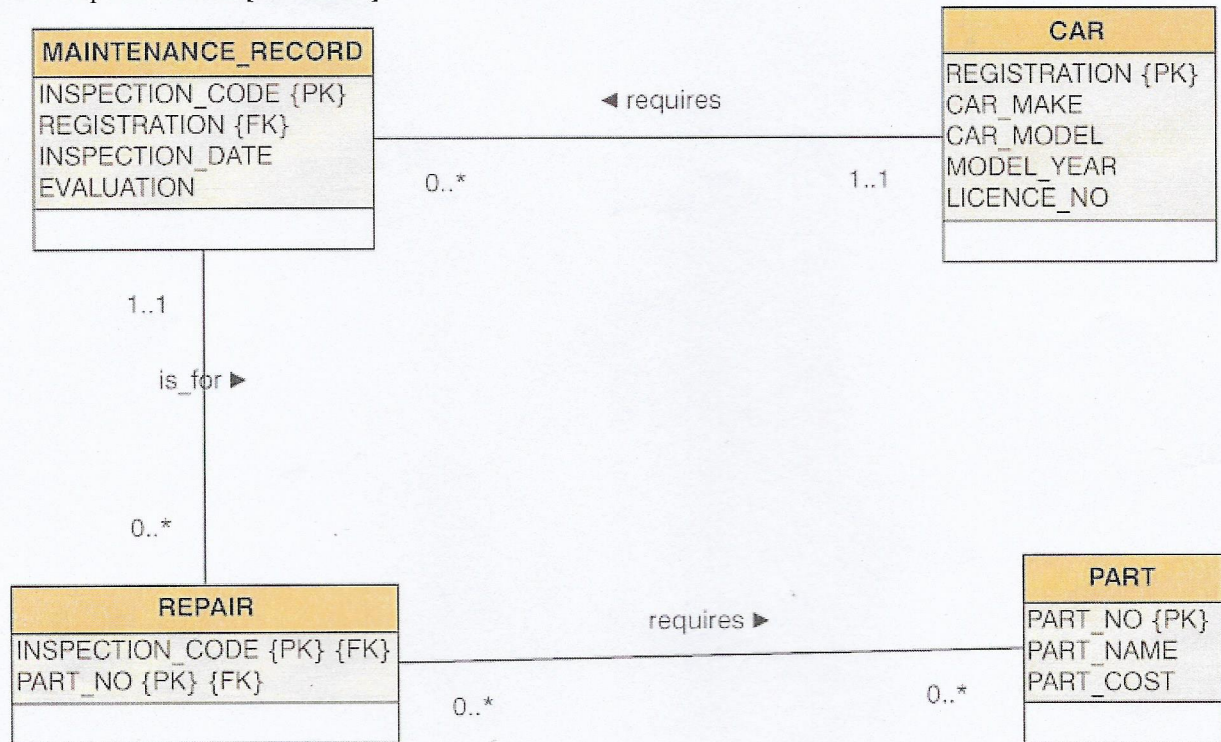 MAINTENANCE_RECORD
INSPECTION_CODE {PK}
REGISTRATION {FK}
INSPECTION_DATE
EVALUATION
◄ requires
0..*
1..1
CAR
REGISTRATION {PK}
CAR_MAKE
CAR_MODEL
MODEL_YEAR
LICENCE_NO
1..1
is_for ►
0..*
REPAIR
INSPECTION_CODE {PK} {FK}
PART_NO {PK} {FK}
requires ►
0..*
0..*
PART
PART_NO {PK}
PART_NAME
PART_COST